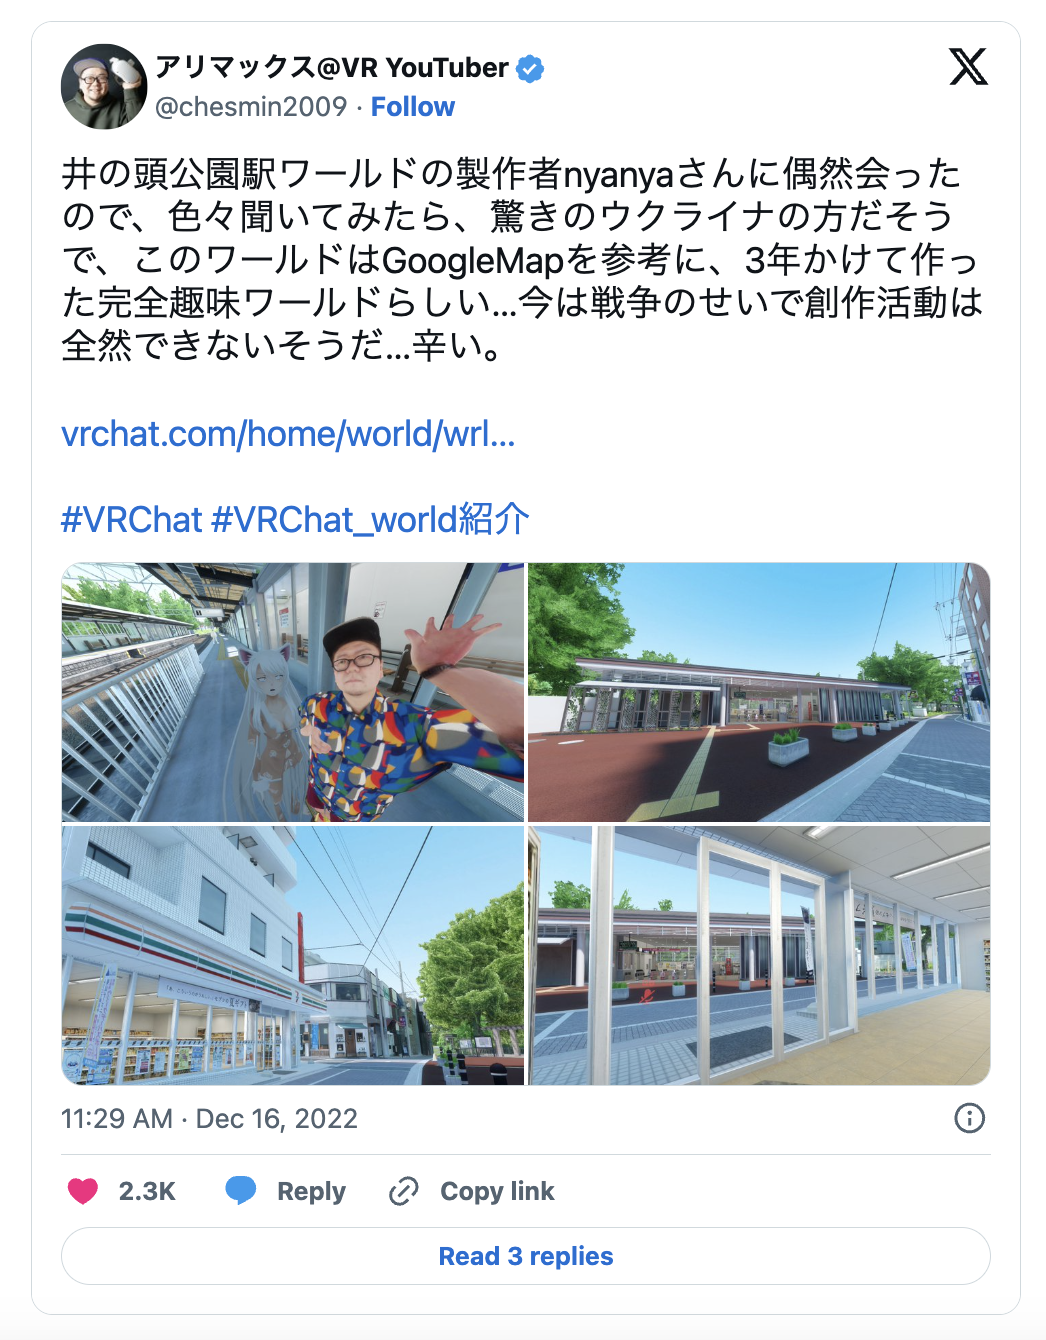 アリマックス@VR YouTuber
@chesmin2009 · Follow
井の頭公園駅ワールドの製作者nyanyaさんに偶然会った
ので、色々聞いてみたら、驚きのウクライナの方だそう
で、このワールドはGoogleMapを参考に、3年かけて作っ
た完全趣味ワールドらしい...今は戦争のせいで創作活動は
全然できないそうだ...辛い。
vrchat.com/home/world/wrl...
#VRChat #VRChat_world紹介
11:29 AM · Dec 16, 2022
2.3K Reply Copy link
Read 3 replies